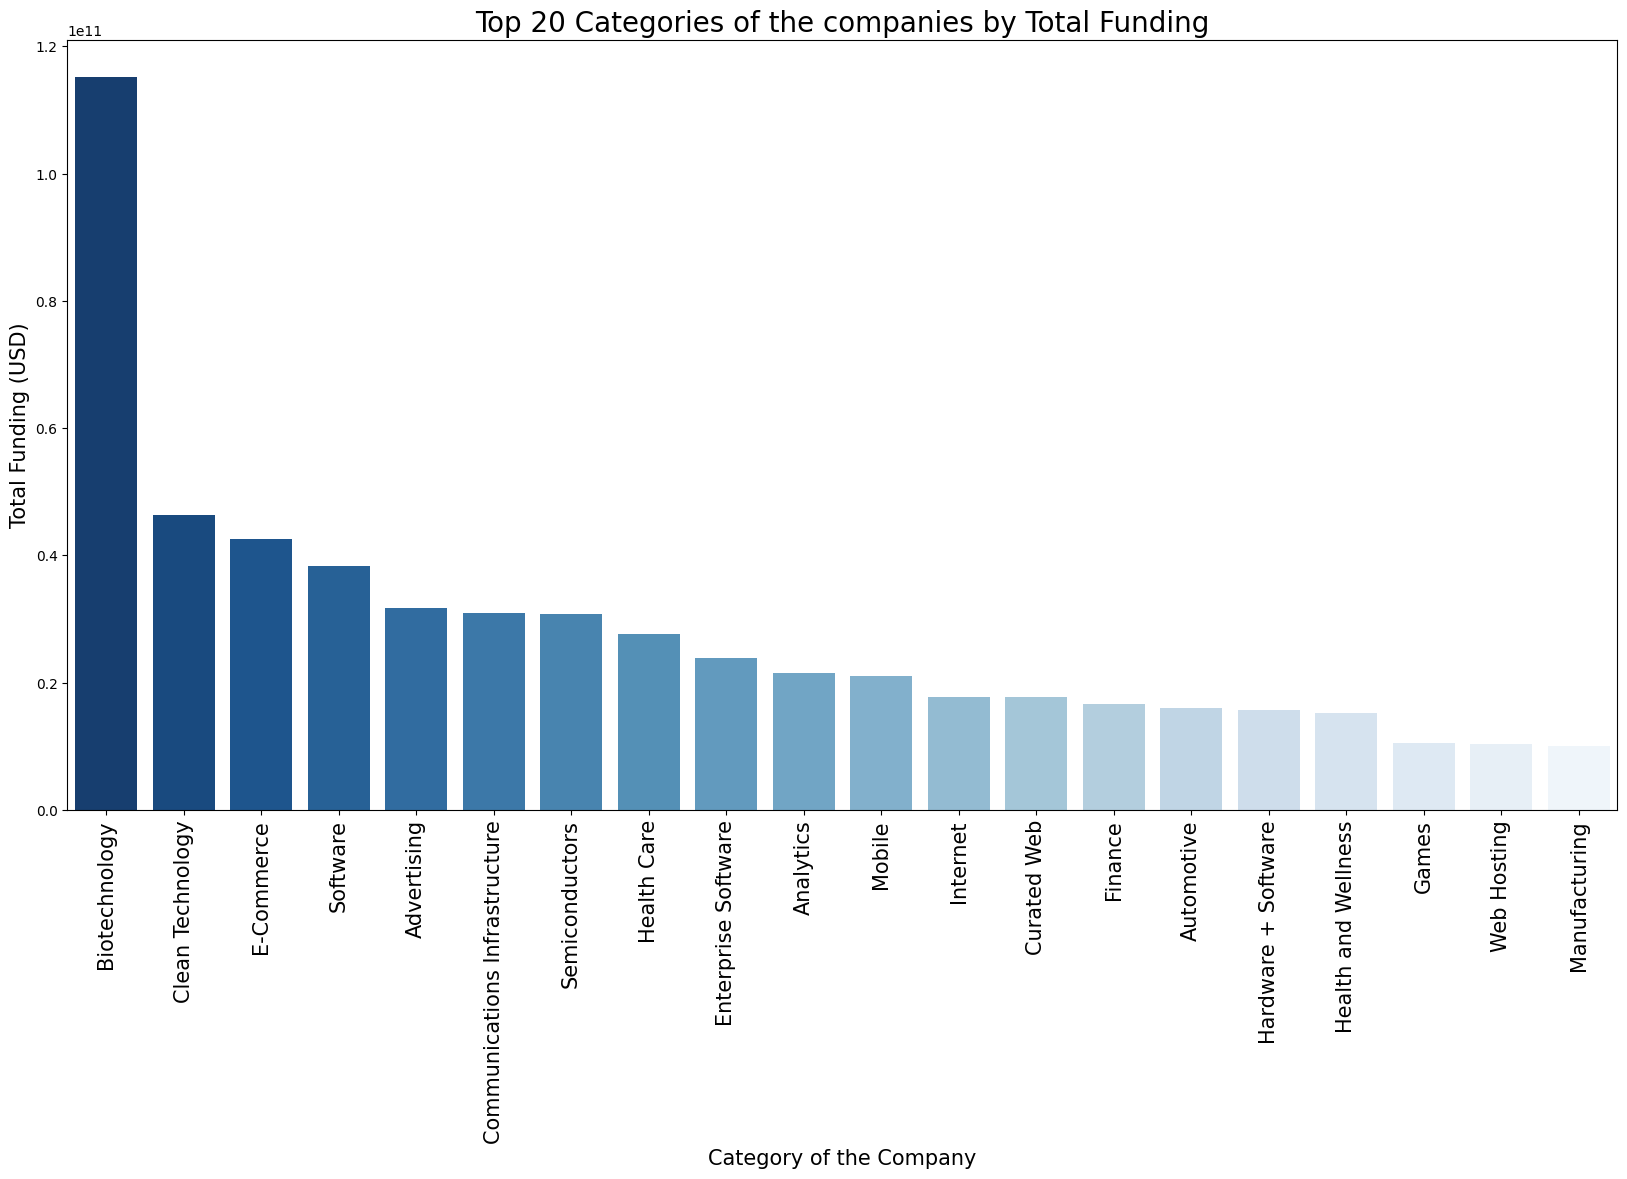 Top 20 Categories of the companies by Total Funding
1e11
1.2
1.0
0.8
0.6
0.4
0.2
0.0
Total Funding (USD)
Biotechnology
Clean Technology
E-Commerce
Software
Advertising
Communications Infrastructure
Semiconductors
Health Care
Enterprise Software
Analytics
Mobile
Internet
Curated Web
Finance
Automotive
Hardware + Software
Health and Wellness
Games
Web Hosting
Manufacturing
Category of the Company